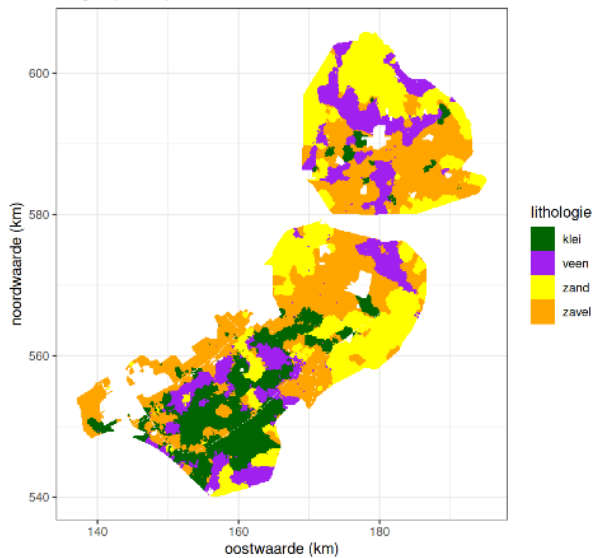 600
580
560
540
140
160
180
oostwaarde (km)
noordwaarde (km)
lithologie
klei
veen
zand
zavel